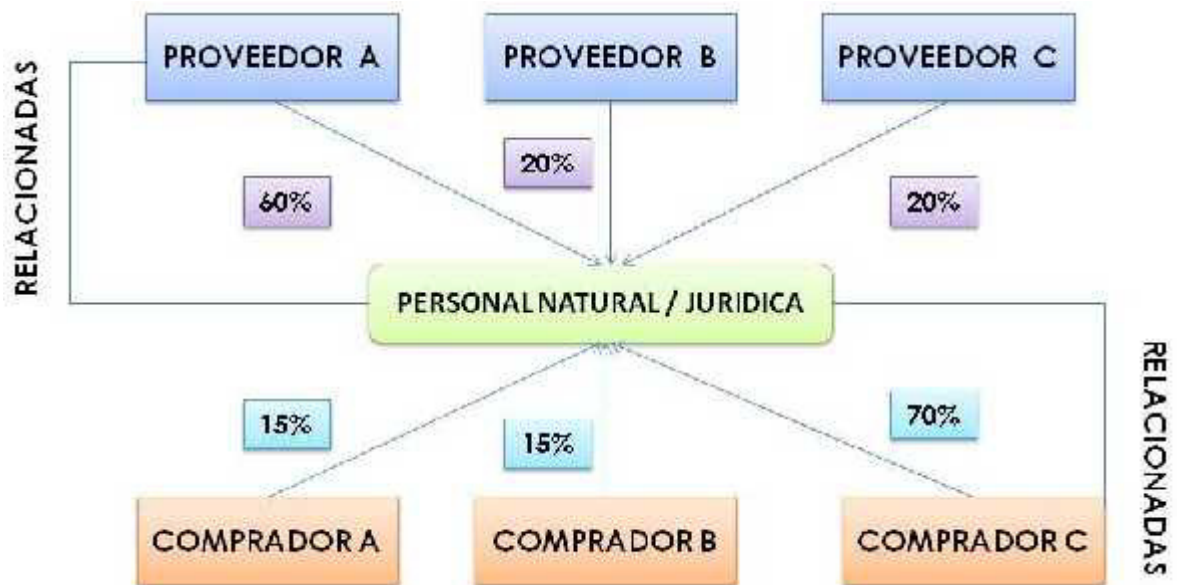 PROVEEDOR A
PROVEEDOR B
PROVEEDOR C
RELACIONADAS
60%
20%
20%
PERSONAL NATURAL / JURIDICA
RELACIONADAS
15%
15%
70%
COMPRADOR A
COMPRADOR B
COMPRADOR C